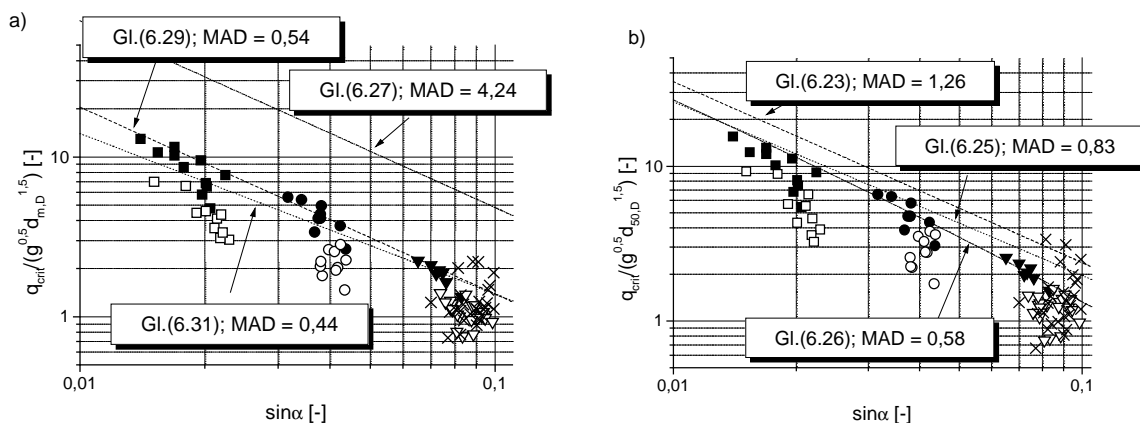 a)
Gl.(6.29); MAD = 0,54
Gl.(6.27); MAD = 4,24
Gl.(6.31); MAD = 0,44
q_crit/(g^0,5 d_m,D^1,5) [-]
10
1
0,01
0,1
sinα [-]
b)
Gl.(6.23); MAD = 1,26
Gl.(6.25); MAD = 0,83
Gl.(6.26); MAD = 0,58
q_crit/(g^0,5 d_50,D^1,5) [-]
10
1
0,01
0,1
sinα [-]